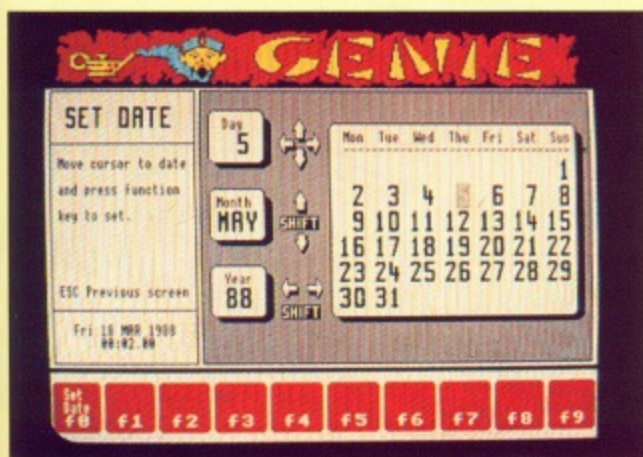 GENIE
SET DATE
Move cursor to date
and press function
key to set.
ESC Previous screen
Fri 18 MAR 1988
00:02.00
Day
5
Month
MAY
SHIFT
Year
88
SHIFT
Mon Tue Wed Thu Fri Sat Sun
1
2 3 4 5 6 7 8
9 10 11 12 13 14 15
16 17 18 19 20 21 22
23 24 25 26 27 28 29
30 31
Set
Date
f0 f1 f2 f3 f4 f5 f6 f7 f8 f9